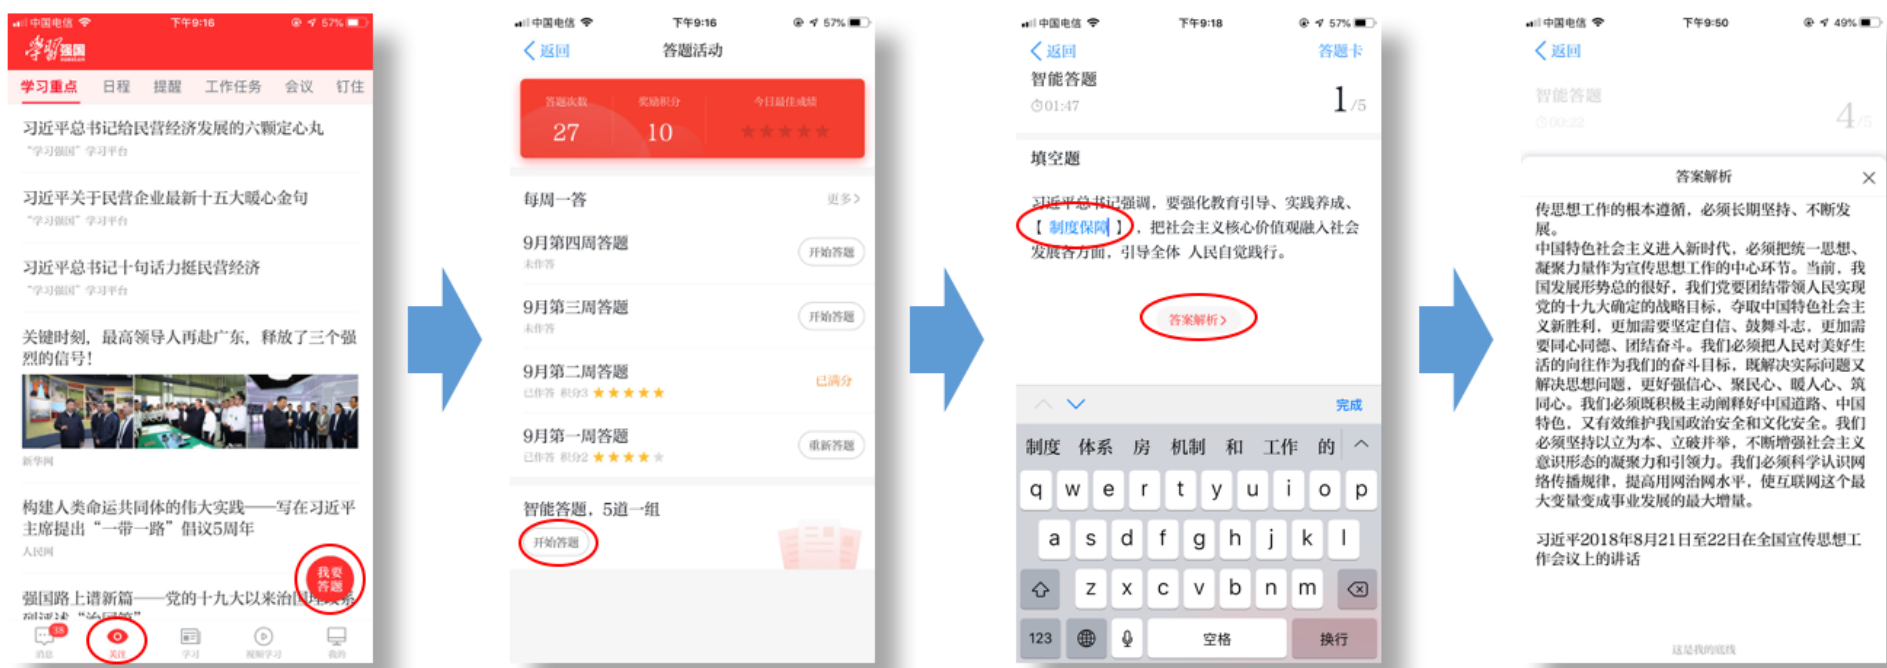 中国电信
下午9:16
57%
学习强国
学习重点 日程 提醒 工作任务 会议 钉住
习近平总书记给民营经济发展的六颗定心丸
“学习强国”学习平台
习近平关于民营企业最新十五大暖心金句
“学习强国”学习平台
习近平总书记十句话力挺民营经济
“学习强国”学习平台
关键时刻，最高领导人再赴广东，释放了三个强
烈的信号！
新华网
构建人类命运共同体的伟大实践——写在习近平
主席提出“一带一路”倡议5周年
人民网
我要
答题
强国路上谱新篇——党的十九大以来治国理政系
列评述“治国篇”
38
消息 关注 学习 视频学习 我的
中国电信
下午9:16
57%
返回
答题活动
答题次数 奖励积分 今日最佳成绩
27 10
每周一答 更多>
9月第四周答题
未作答
开始答题
9月第三周答题
未作答
开始答题
9月第二周答题
已作答 积分3
已满分
9月第一周答题
已作答 积分2
重新答题
智能答题，5道一组
开始答题
中国电信
下午9:18
57%
返回
答题卡
智能答题
01:47
1/5
填空题
习近平总书记强调，要强化教育引导、实践养成、
【 制度保障 】，把社会主义核心价值观融入社会
发展各方面，引导全体 人民自觉践行。
答案解析>
完成
制度 体系 房 机制 和 工作 的
q w e r t y u i o p
a s d f g h j k l
z x c v b n m
123 空格 换行
中国电信
下午9:50
49%
返回
智能答题
00:22
4/5
答案解析
传思想工作的根本遵循，必须长期坚持、不断发
展。
中国特色社会主义进入新时代，必须把统一思想、
凝聚力量作为宣传思想工作的中心环节。当前，我
国发展形势总的很好，我们党要团结带领人民实现
党的十九大确定的战略目标，夺取中国特色社会主
义新胜利，更加需要坚定自信、鼓舞斗志，更加需
要同心同德、团结奋斗。我们必须把人民对美好生
活的向往作为我们的奋斗目标，既解决实际问题又
解决思想问题，更好强信心、聚民心、暖人心、筑
同心。我们必须既积极主动阐释好中国道路、中国
特色，又有效维护我国政治安全和文化安全。我们
必须坚持以立为本、立破并举，不断增强社会主义
意识形态的凝聚力和引领力。我们必须科学认识网
络传播规律，提高用网治网水平，使互联网这个最
大变量变成事业发展的最大增量。
习近平2018年8月21日至22日在全国宣传思想工
作会议上的讲话
这是我的底线